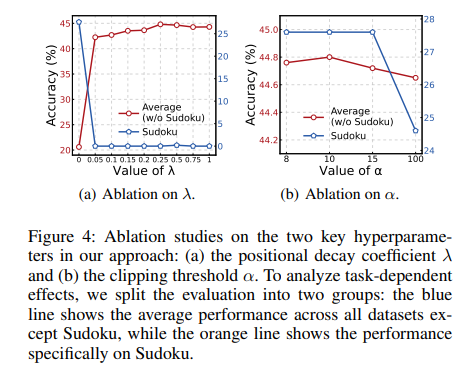 45
40
35
30
25
20
25
20
15
10
5
0
Accuracy (%)
Average
(w/o Sudoku)
Sudoku
0 0.05 0.1 0.15 0.2 0.25 0.5 0.75 1
Value of λ
(a) Ablation on λ.
45.0
44.8
44.6
44.4
44.2
28
27
26
25
24
Accuracy (%)
Average
(w/o Sudoku)
Sudoku
8 10 15 100
Value of α
(b) Ablation on α.
Figure 4: Ablation studies on the two key hyperparame-
ters in our approach: (a) the positional decay coefficient λ
and (b) the clipping threshold α. To analyze task-dependent
effects, we split the evaluation into two groups: the blue
line shows the average performance across all datasets ex-
cept Sudoku, while the orange line shows the performance
specifically on Sudoku.